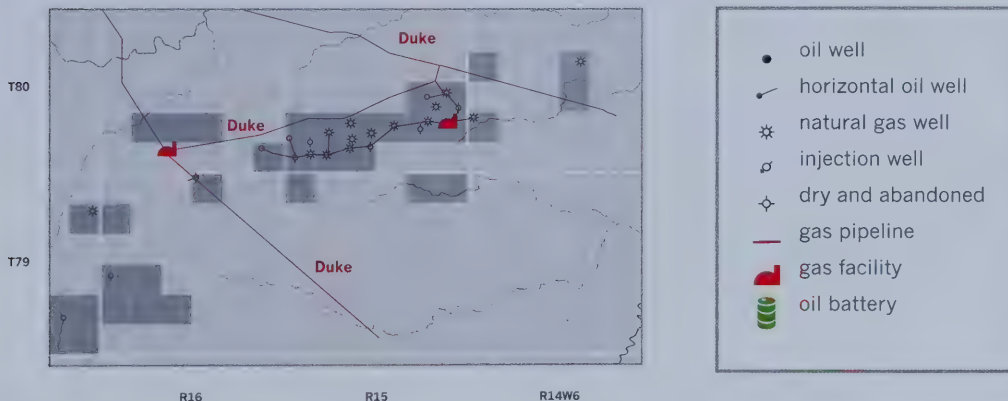 Duke
T80
Duke
T79
Duke
R16
R15
R14W6
oil well
horizontal oil well
natural gas well
injection well
dry and abandoned
gas pipeline
gas facility
oil battery